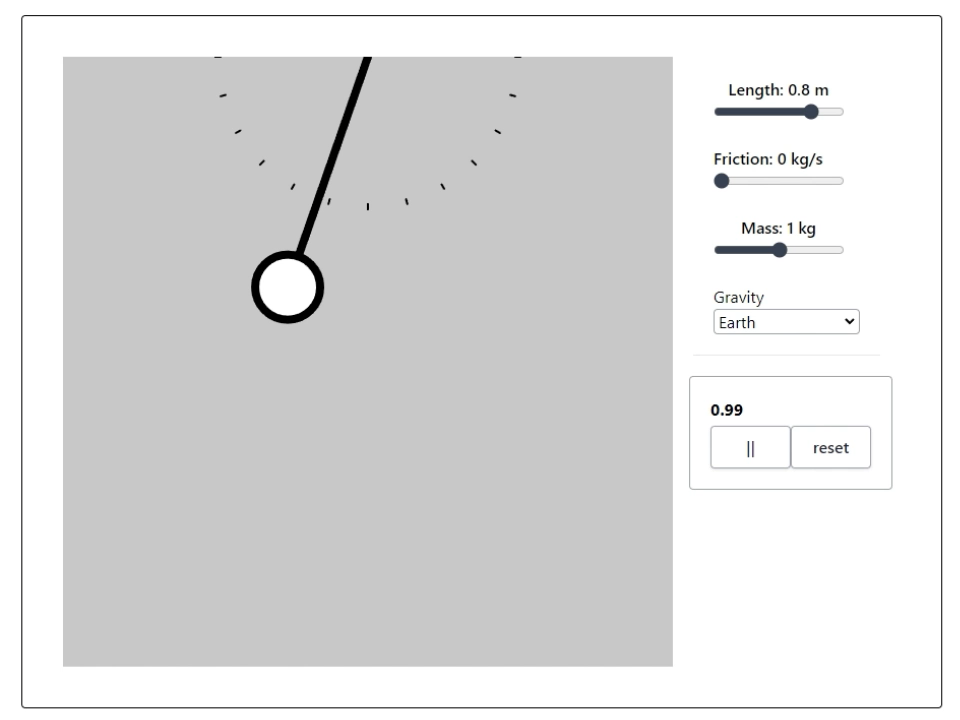 Length: 0.8 m
Friction: 0 kg/s
Mass: 1 kg
Gravity
Earth
0.99
|| reset